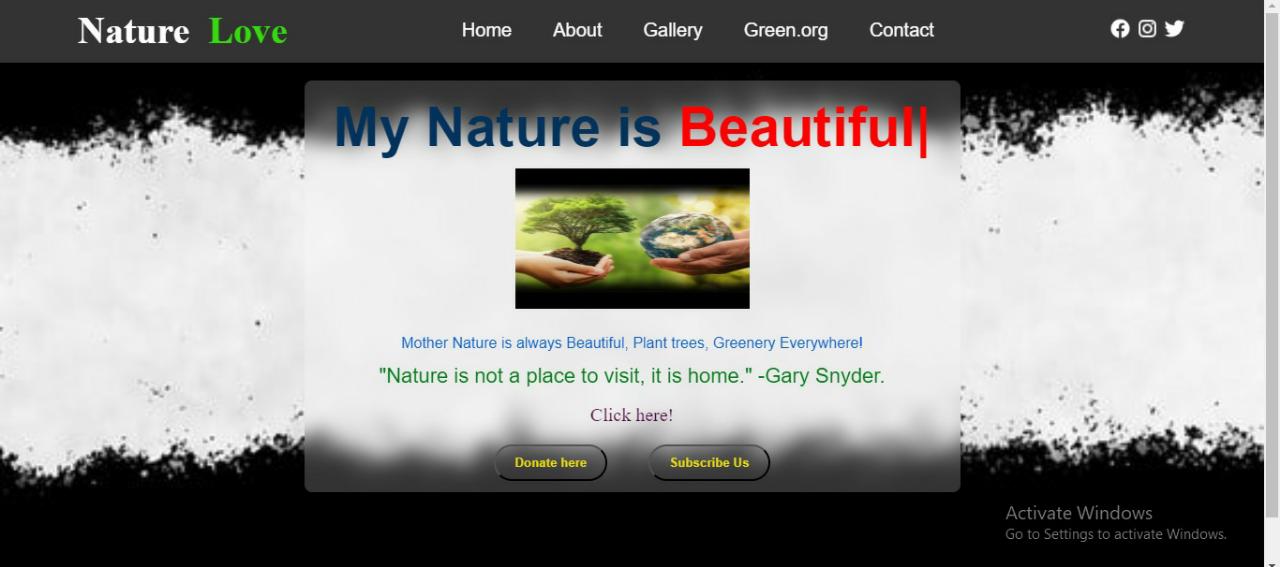 Nature Love
Home About Gallery Green.org Contact
My Nature is Beautiful|
Mother Nature is always Beautiful, Plant trees, Greenery Everywhere!
"Nature is not a place to visit, it is home." -Gary Snyder.
Click here!
Donate here
Subscribe Us
Activate Windows
Go to Settings to activate Windows.